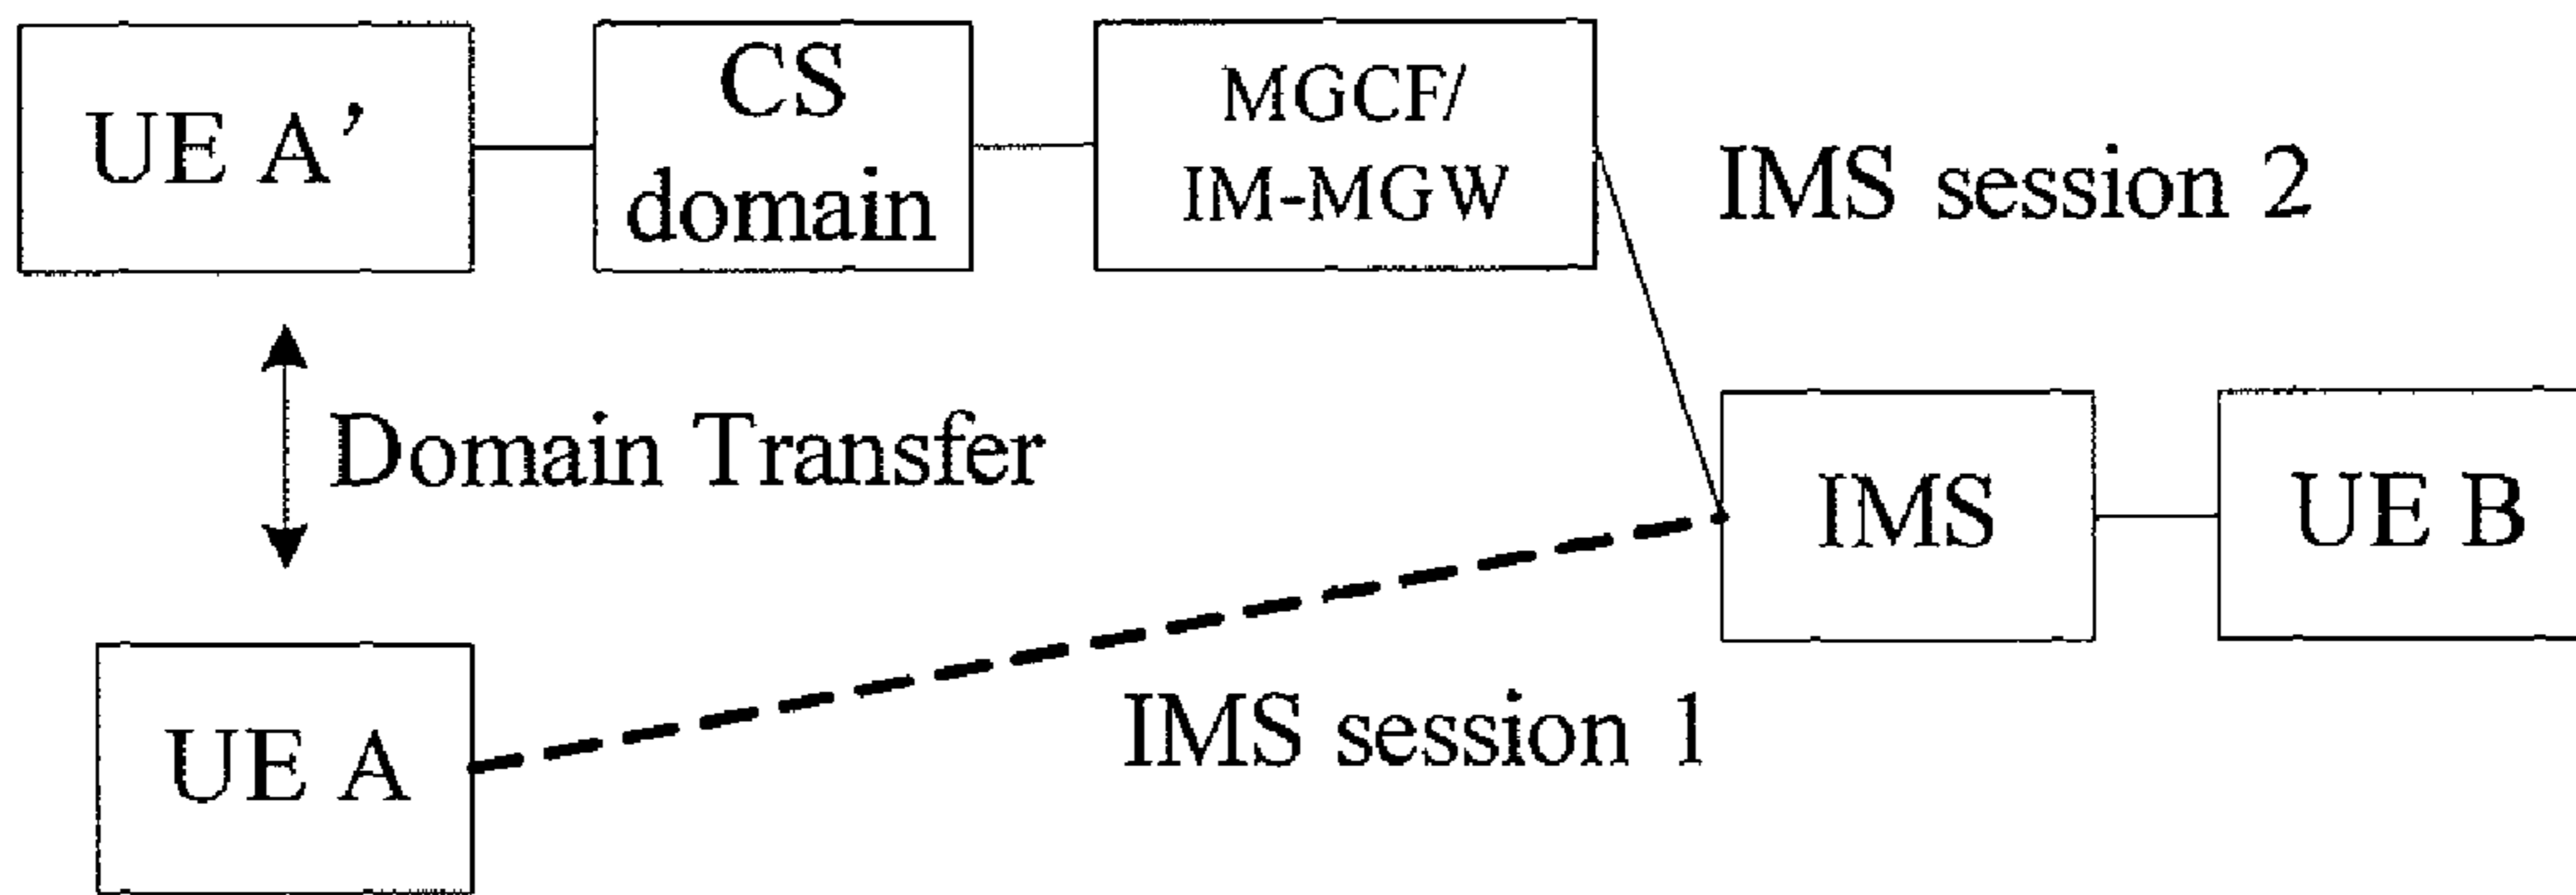 UE A'
CS
domain
MGCF/
IM-MGW
IMS session 2
Domain Transfer
IMS
UE B
UE A
IMS session 1